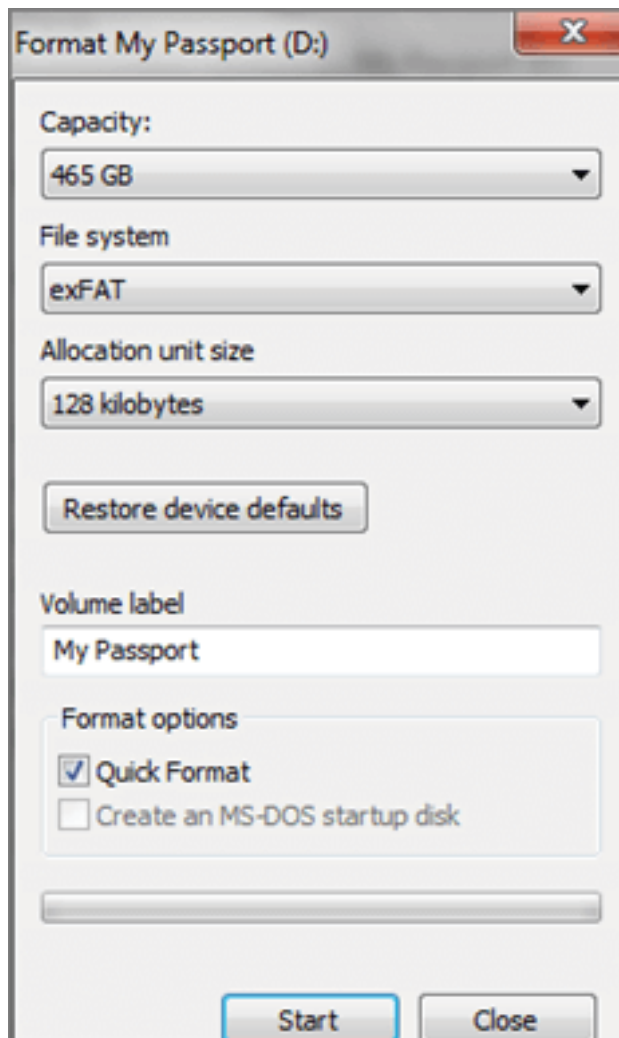 Format My Passport (D:)
Capacity:
465 GB
File system
exFAT
Allocation unit size
128 kilobytes
Restore device defaults
Volume label
My Passport
Format options
Quick Format
Create an MS-DOS startup disk
Start Close